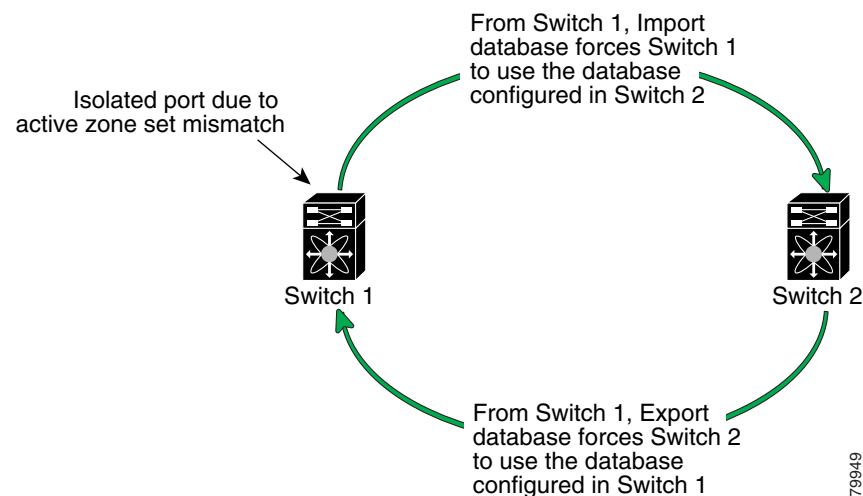 From Switch 1, Import
database forces Switch 1
to use the database
configured in Switch 2
Isolated port due to
active zone set mismatch
Switch 1
Switch 2
From Switch 1, Export
database forces Switch 2
to use the database
configured in Switch 1
79949